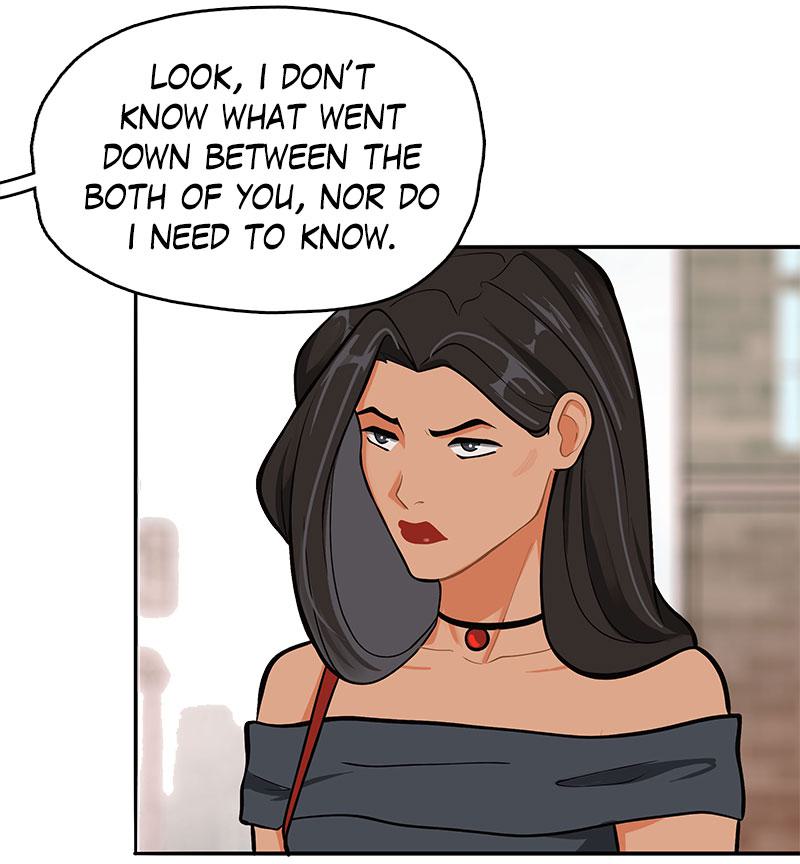 LOOK, I DON'T
KNOW WHAT WENT
DOWN BETWEEN THE
BOTH OF YOU, NOR DO
I NEED TO KNOW.